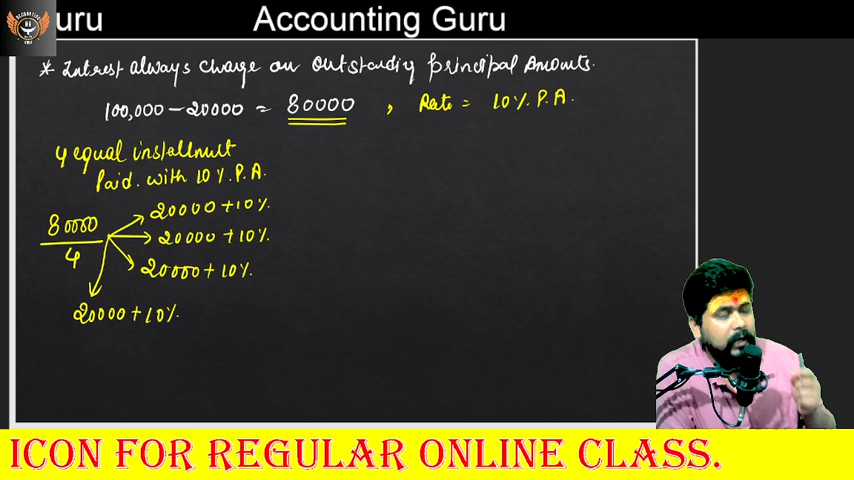 uru
Accounting Guru
* Interest always charge on outstanding principal Amounts.
100,000 - 20000 = 80000 , Rate = 10% P.A.
4 equal installment
Paid with 10% P.A.
80000
4
20000 + 10%
20000 + 10%
20000 + 10%.
20000 + 10%.
ICON FOR REGULAR ONLINE CLASS.